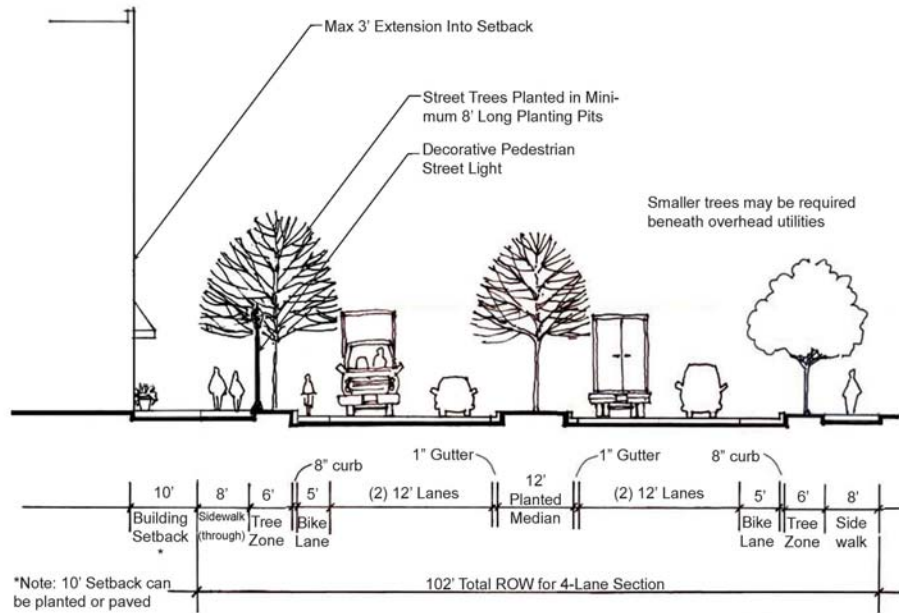 Max 3' Extension Into Setback
Street Trees Planted in Mini-
mum 8' Long Planting Pits
Decorative Pedestrian
Street Light
Smaller trees may be required
beneath overhead utilities
8" curb
1" Gutter
1" Gutter
8" curb
10'
Building
Setback
*
8'
Sidewalk
(through)
6'
Tree
Zone
5'
Bike
Lane
(2) 12' Lanes
12'
Planted
Median
(2) 12' Lanes
5'
Bike
Lane
6'
Tree
Zone
8'
Side
walk
*Note: 10' Setback can
be planted or paved
102' Total ROW for 4-Lane Section